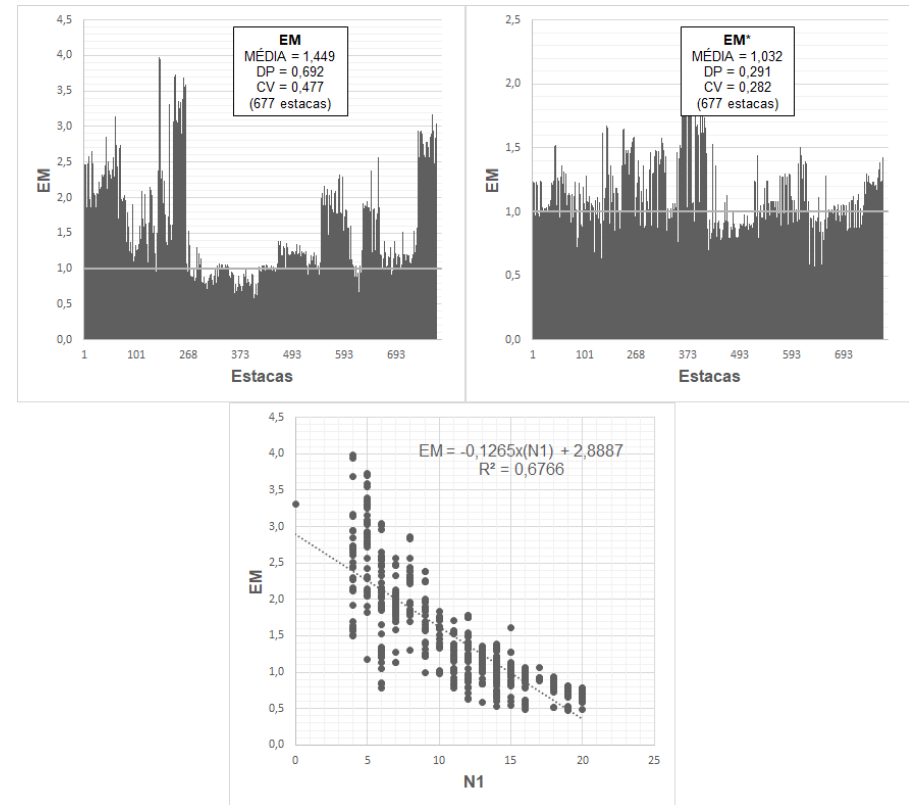 4,5
4,0
3,5
3,0
2,5
2,0
1,5
1,0
0,5
0,0
EM
EM
MÉDIA = 1,449
DP = 0,692
CV = 0,477
(677 estacas)
1 101 268 373 493 593 693
Estacas
2,5
2,0
1,5
1,0
0,5
0,0
EM
EM*
MÉDIA = 1,032
DP = 0,291
CV = 0,282
(677 estacas)
1 101 268 373 493 593 693
Estacas
4,5
4,0
3,5
3,0
2,5
2,0
1,5
1,0
0,5
0,0
EM
EM = -0,1265x(N1) + 2,8887
R² = 0,6766
0 5 10 15 20 25
N1